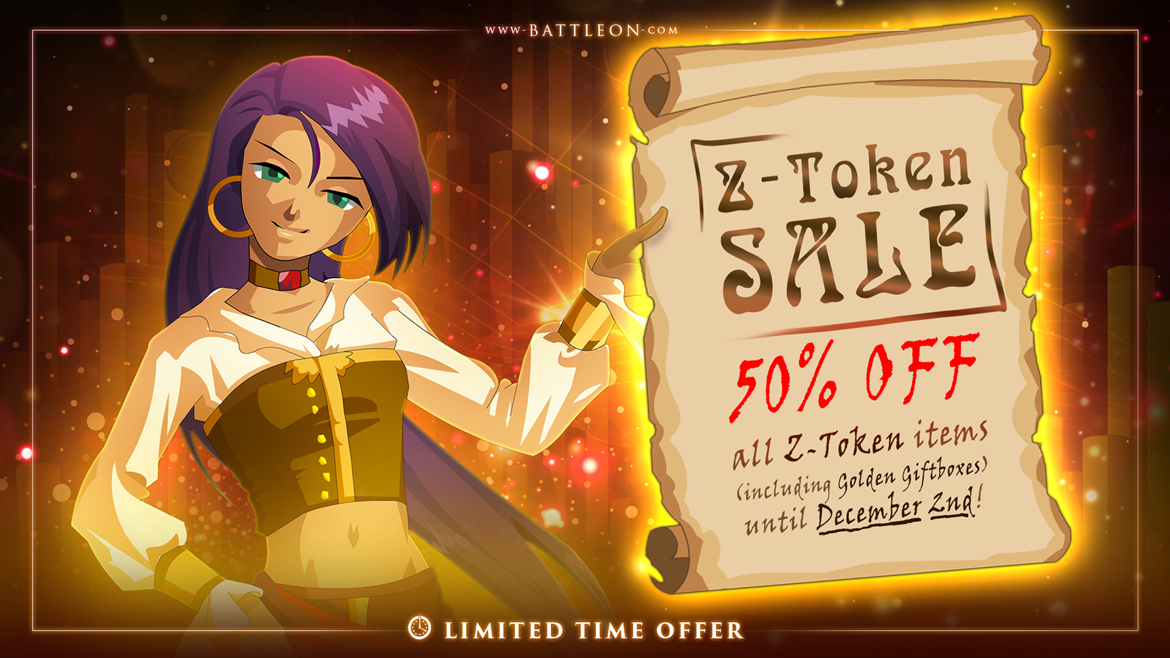 www-BATTLEON-com
Z-Token
SALE
50% OFF
all Z-Token items
(including Golden Giftboxes)
until December 2nd!
LIMITED TIME OFFER